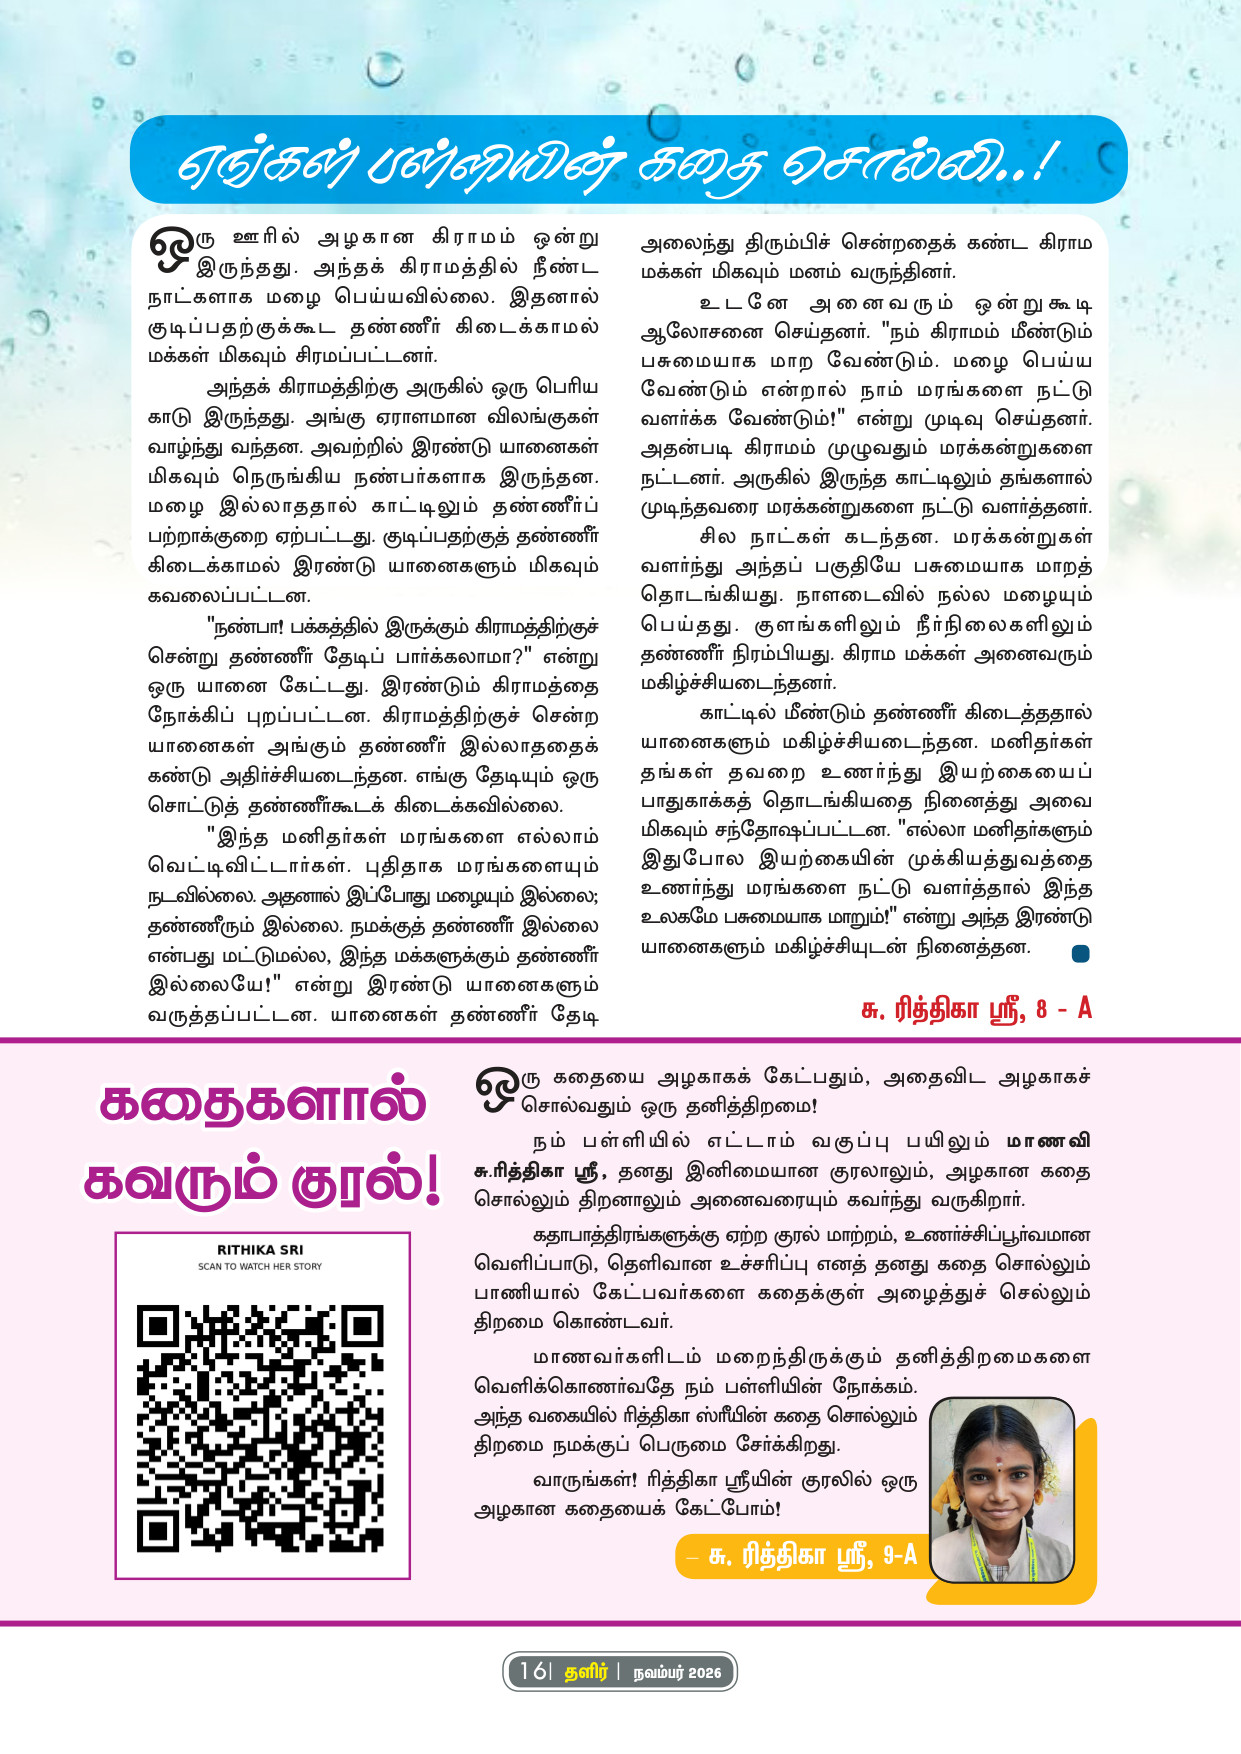 எங்கள் பள்ளியின் கதை சொல்லி..!
ஒரு ஊரில் அழகான கிராமம் ஒன்று
இருந்தது. அந்தக் கிராமத்தில் நீண்ட
நாட்களாக மழை பெய்யவில்லை. இதனால்
குடிப்பதற்குக்கூட தண்ணீர் கிடைக்காமல்
மக்கள் மிகவும் சிரமப்பட்டனர்.
அந்தக் கிராமத்திற்கு அருகில் ஒரு பெரிய
காடு இருந்தது. அங்கு ஏராளமான விலங்குகள்
வாழ்ந்து வந்தன. அவற்றில் இரண்டு யானைகள்
மிகவும் நெருங்கிய நண்பர்களாக இருந்தன.
மழை இல்லாததால் காட்டிலும் தண்ணீர்ப்
பற்றாக்குறை ஏற்பட்டது. குடிப்பதற்குத் தண்ணீர்
கிடைக்காமல் இரண்டு யானைகளும் மிகவும்
கவலைப்பட்டன.
"நண்பா! பக்கத்தில் இருக்கும் கிராமத்திற்குச்
சென்று தண்ணீர் தேடிப் பார்க்கலாமா?" என்று
ஒரு யானை கேட்டது. இரண்டும் கிராமத்தை
நோக்கிப் புறப்பட்டன. கிராமத்திற்குச் சென்ற
யானைகள் அங்கும் தண்ணீர் இல்லாததைக்
கண்டு அதிர்ச்சியடைந்தன. எங்கு தேடியும் ஒரு
சொட்டுத் தண்ணீர்கூடக் கிடைக்கவில்லை.
"இந்த மனிதர்கள் மரங்களை எல்லாம்
வெட்டிவிட்டார்கள். புதிதாக மரங்களையும்
நடவில்லை. அதனால் இப்போது மழையும் இல்லை;
தண்ணீரும் இல்லை. நமக்குத் தண்ணீர் இல்லை
என்பது மட்டுமல்ல, இந்த மக்களுக்கும் தண்ணீர்
இல்லையே!" என்று இரண்டு யானைகளும்
வருத்தப்பட்டன. யானைகள் தண்ணீர் தேடி
அலைந்து திரும்பிச் சென்றதைக் கண்ட கிராம
மக்கள் மிகவும் மனம் வருந்தினர்.
உடனே அனைவரும் ஒன்றுகூடி
ஆலோசனை செய்தனர். "நம் கிராமம் மீண்டும்
பசுமையாக மாற வேண்டும். மழை பெய்ய
வேண்டும் என்றால் நாம் மரங்களை நட்டு
வளர்க்க வேண்டும்!" என்று முடிவு செய்தனர்.
அதன்படி கிராமம் முழுவதும் மரக்கன்றுகளை
நட்டனர். அருகில் இருந்த காட்டிலும் தங்களால்
முடிந்தவரை மரக்கன்றுகளை நட்டு வளர்த்தனர்.
சில நாட்கள் கடந்தன. மரக்கன்றுகள்
வளர்ந்து அந்தப் பகுதியே பசுமையாக மாறத்
தொடங்கியது. நாளடைவில் நல்ல மழையும்
பெய்தது. குளங்களிலும் நீர்நிலைகளிலும்
தண்ணீர் நிரம்பியது. கிராம மக்கள் அனைவரும்
மகிழ்ச்சியடைந்தனர்.
காட்டில் மீண்டும் தண்ணீர் கிடைத்ததால்
யானைகளும் மகிழ்ச்சியடைந்தன. மனிதர்கள்
தங்கள் தவறை உணர்ந்து இயற்கையைப்
பாதுகாக்கத் தொடங்கியதை நினைத்து அவை
மிகவும் சந்தோஷப்பட்டன. "எல்லா மனிதர்களும்
இதுபோல இயற்கையின் முக்கியத்துவத்தை
உணர்ந்து மரங்களை நட்டு வளர்த்தால் இந்த
உலகமே பசுமையாக மாறும்!" என்று அந்த இரண்டு
யானைகளும் மகிழ்ச்சியுடன் நினைத்தன.
சு. ரித்திகா ஸ்ரீ, 8 - A
கதைகளால்
கவரும் குரல்!
RITHIKA SRI
SCAN TO WATCH HER STORY
ஒரு கதையை அழகாகக் கேட்பதும், அதைவிட அழகாகச்
சொல்வதும் ஒரு தனித்திறமை!
நம் பள்ளியில் எட்டாம் வகுப்பு பயிலும் மாணவி
சு.ரித்திகா ஸ்ரீ, தனது இனிமையான குரலாலும், அழகான கதை
சொல்லும் திறனாலும் அனைவரையும் கவர்ந்து வருகிறார்.
கதாபாத்திரங்களுக்கு ஏற்ற குரல் மாற்றம், உணர்ச்சிப்பூர்வமான
வெளிப்பாடு, தெளிவான உச்சரிப்பு எனத் தனது கதை சொல்லும்
பாணியால் கேட்பவர்களை கதைக்குள் அழைத்துச் செல்லும்
திறமை கொண்டவர்.
மாணவர்களிடம் மறைந்திருக்கும் தனித்திறமைகளை
வெளிக்கொணர்வதே நம் பள்ளியின் நோக்கம்.
அந்த வகையில் ரித்திகா ஸ்ரீயின் கதை சொல்லும்
திறமை நமக்குப் பெருமை சேர்க்கிறது.
வாருங்கள்! ரித்திகா ஸ்ரீயின் குரலில் ஒரு
அழகான கதையைக் கேட்போம்!
– சு. ரித்திகா ஸ்ரீ, 9-A
16| தளிர் | நவம்பர் 2026